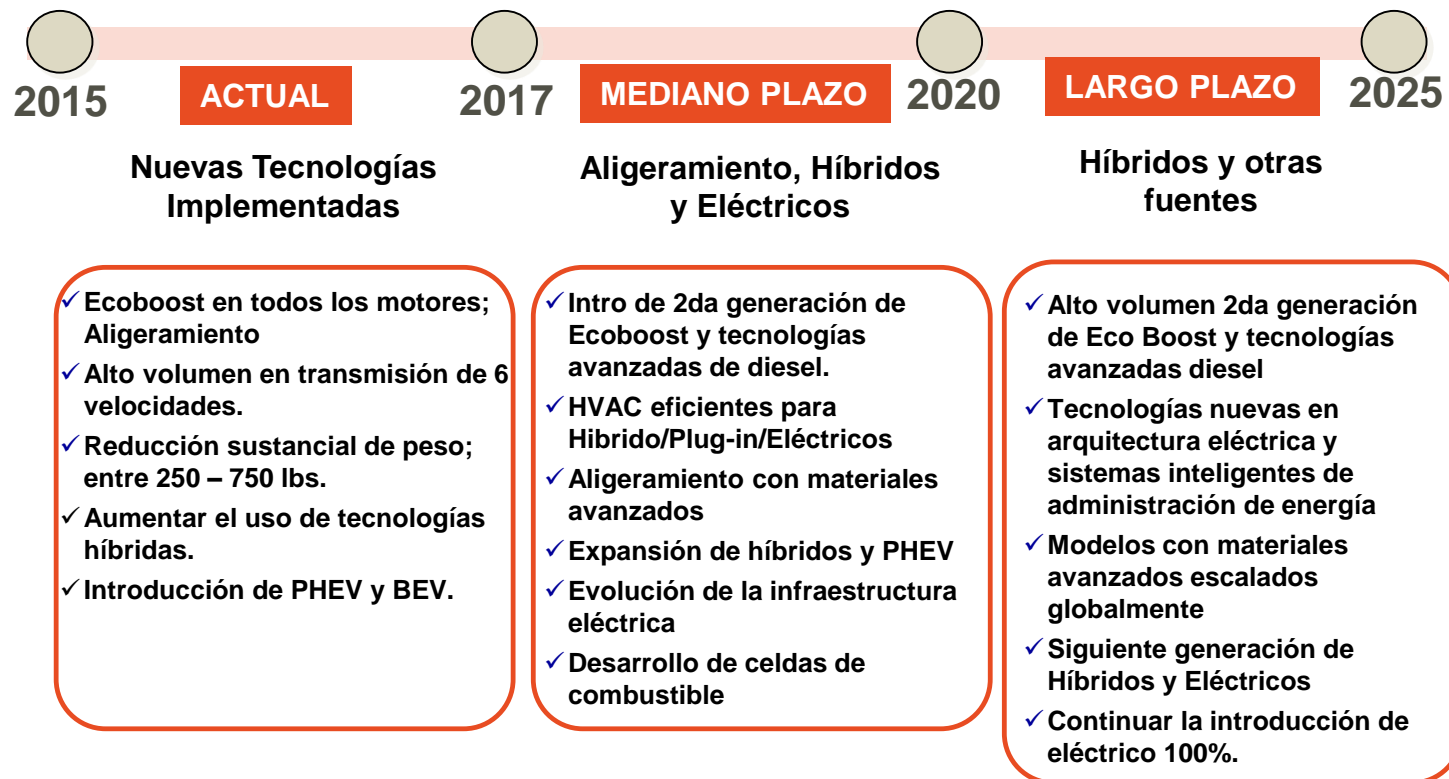 2015
ACTUAL
2017
MEDIANO PLAZO
2020
LARGO PLAZO
2025
Nuevas Tecnologías
Implementadas
Aligeramiento, Híbridos
y Eléctricos
Híbridos y otras
fuentes
✓ Ecoboost en todos los motores;
Aligeramiento
✓ Alto volumen en transmisión de 6
velocidades.
✓ Reducción sustancial de peso;
entre 250 – 750 lbs.
✓ Aumentar el uso de tecnologías
híbridas.
✓ Introducción de PHEV y BEV.
✓ Intro de 2da generación de
Ecoboost y tecnologías
avanzadas de diesel.
✓ HVAC eficientes para
Hibrido/Plug-in/Eléctricos
✓ Aligeramiento con materiales
avanzados
✓ Expansión de híbridos y PHEV
✓ Evolución de la infraestructura
eléctrica
✓ Desarrollo de celdas de
combustible
✓ Alto volumen 2da generación
de Eco Boost y tecnologías
avanzadas diesel
✓ Tecnologías nuevas en
arquitectura eléctrica y
sistemas inteligentes de
administración de energía
✓ Modelos con materiales
avanzados escalados
globalmente
✓ Siguiente generación de
Híbridos y Eléctricos
✓ Continuar la introducción de
eléctrico 100%.